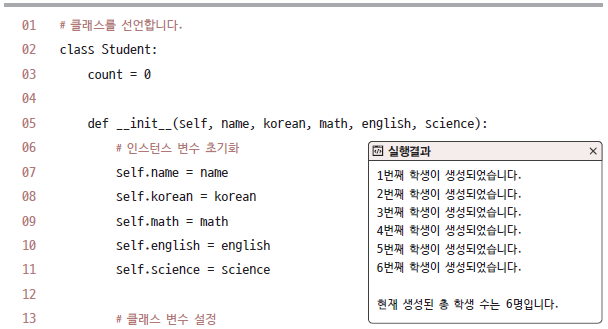 01 # 클래스를 선언합니다.
02 class Student:
03     count = 0
04
05     def __init__(self, name, korean, math, english, science):
06         # 인스턴스 변수 초기화
07         self.name = name
08         self.korean = korean
09         self.math = math
10         self.english = english
11         self.science = science
12
13         # 클래스 변수 설정
실행결과 ×
1번째 학생이 생성되었습니다.
2번째 학생이 생성되었습니다.
3번째 학생이 생성되었습니다.
4번째 학생이 생성되었습니다.
5번째 학생이 생성되었습니다.
6번째 학생이 생성되었습니다.

현재 생성된 총 학생 수는 6명입니다.